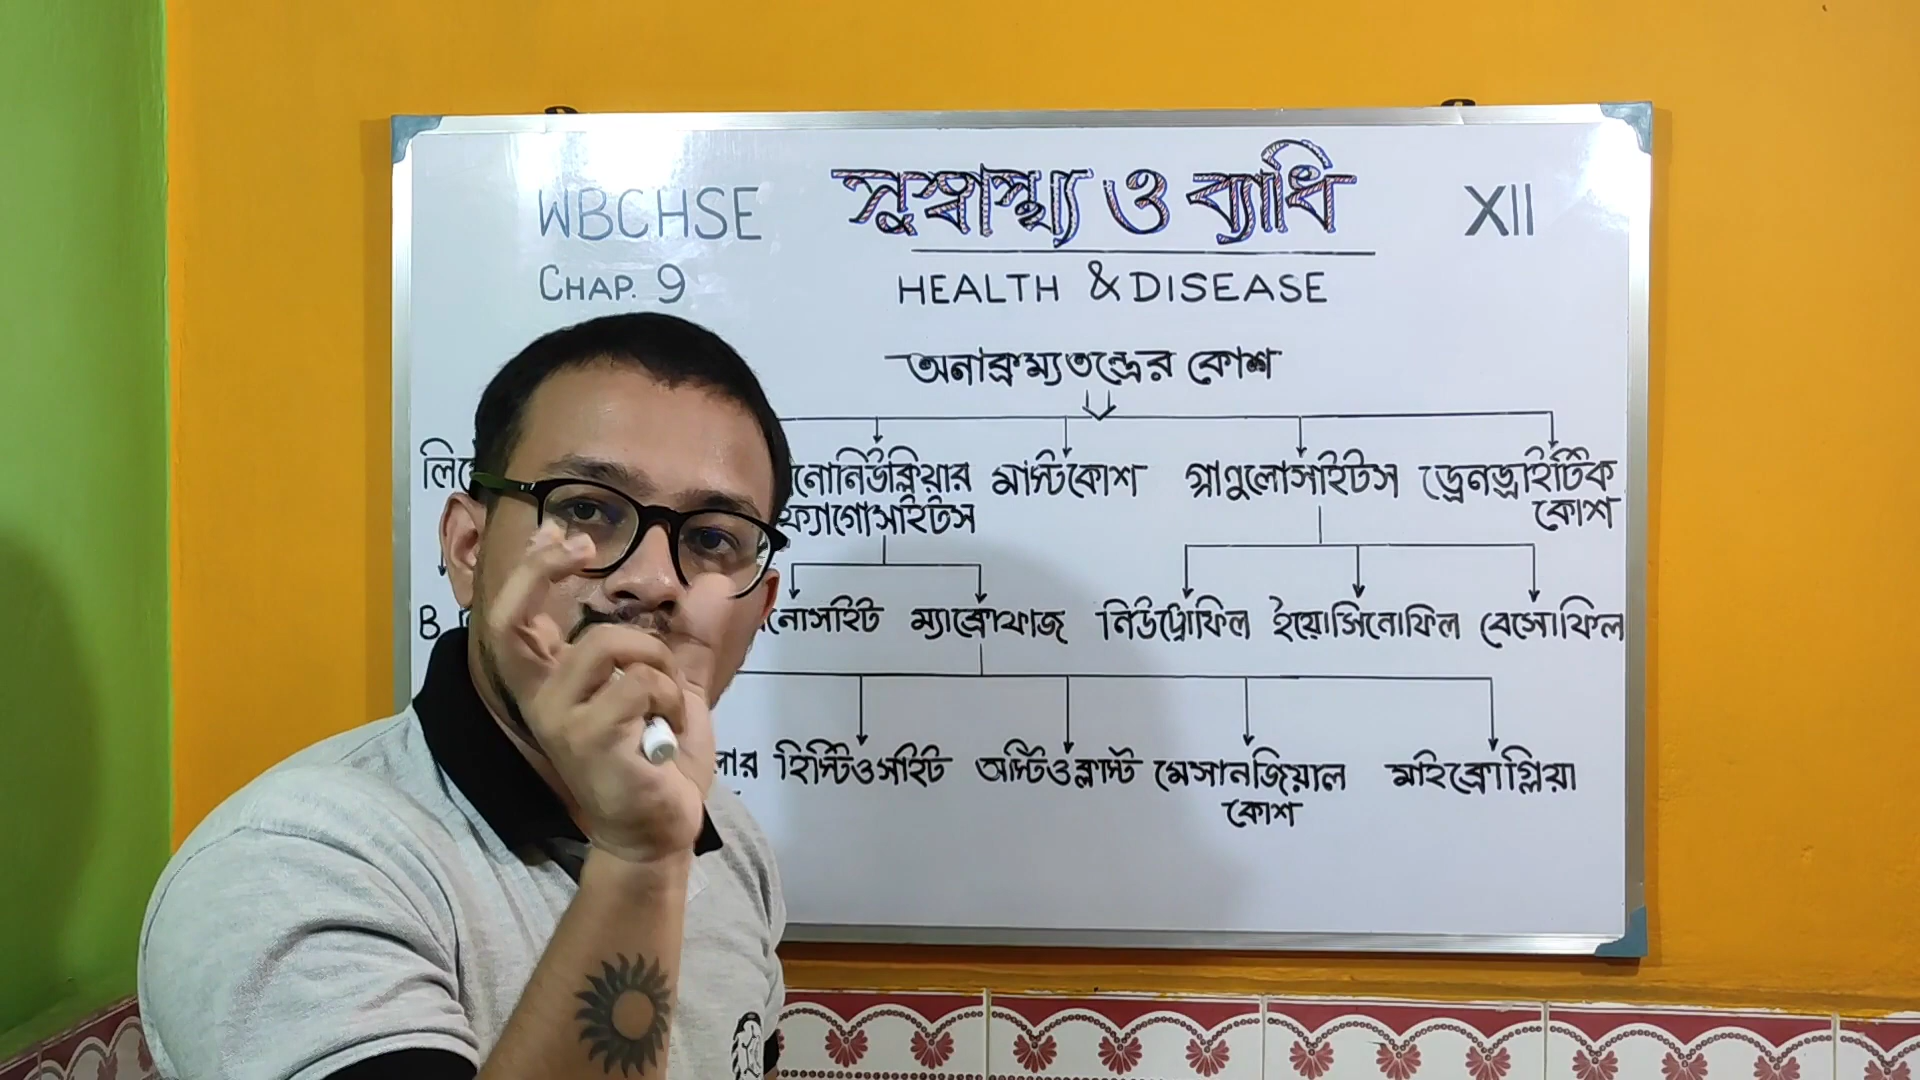 WBCHSE সুস্বাস্থ্য ও ব্যাধি XII
CHAP. 9 HEALTH & DISEASE
অনাক্রম্যতন্ত্রের কোশ
মাস্টকোশ গ্রাণুলোসাইটস ড্রেনড্রাইটিক
ফ্যাগোসাইটস কোশ
B ম্যাক্রোফাজ নিউট্রোফিল ইয়োসিনোফিল বেসোফিল
হিস্টিওসাইট অস্টিওব্লাস্ট মেসানজিয়াল মাইক্রোগ্লিয়া
কোশ